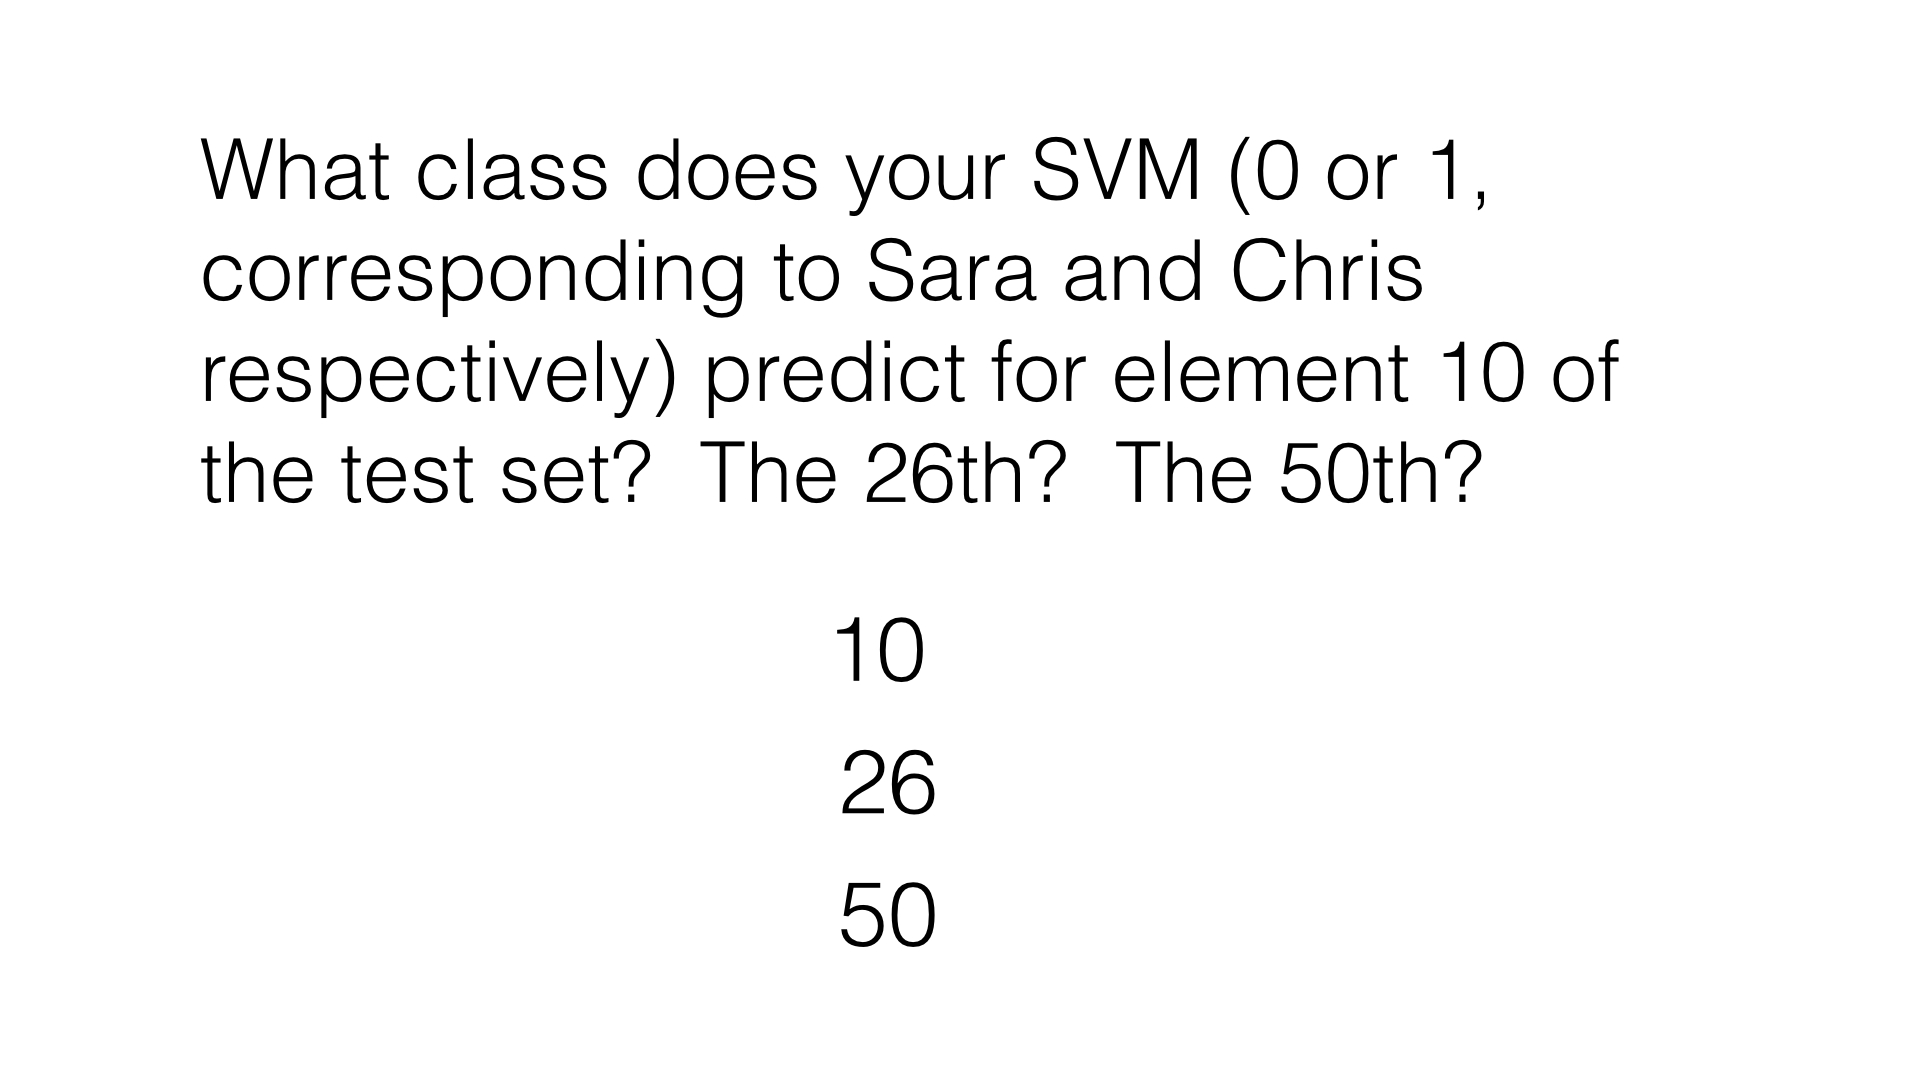 What class does your SVM (0 or 1,
corresponding to Sara and Chris
respectively) predict for element 10 of
the test set?  The 26th?  The 50th?
10
26
50